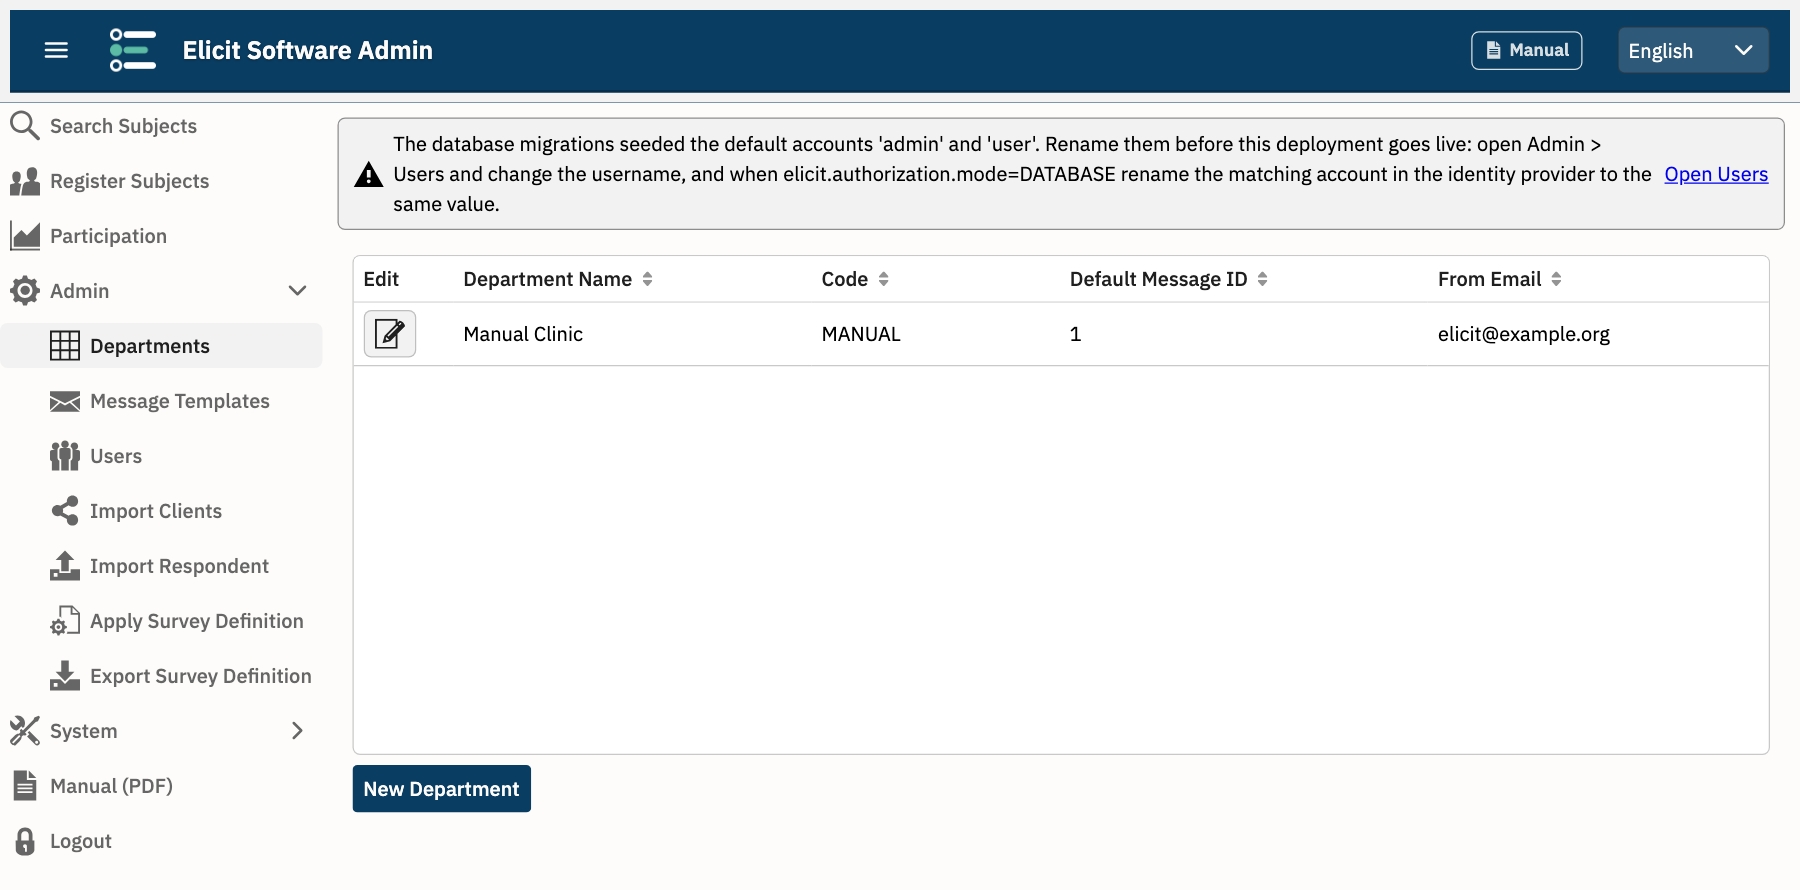 Elicit Software Admin
Manual
English
Search Subjects
Register Subjects
Participation
Admin
Departments
Message Templates
Users
Import Clients
Import Respondent
Apply Survey Definition
Export Survey Definition
System
Manual (PDF)
Logout
The database migrations seeded the default accounts 'admin' and 'user'. Rename them before this deployment goes live: open Admin >
Users and change the username, and when elicit.authorization.mode=DATABASE rename the matching account in the identity provider to the
same value.
Open Users
Edit Department Name Code Default Message ID From Email
Manual Clinic MANUAL 1 elicit@example.org
New Department